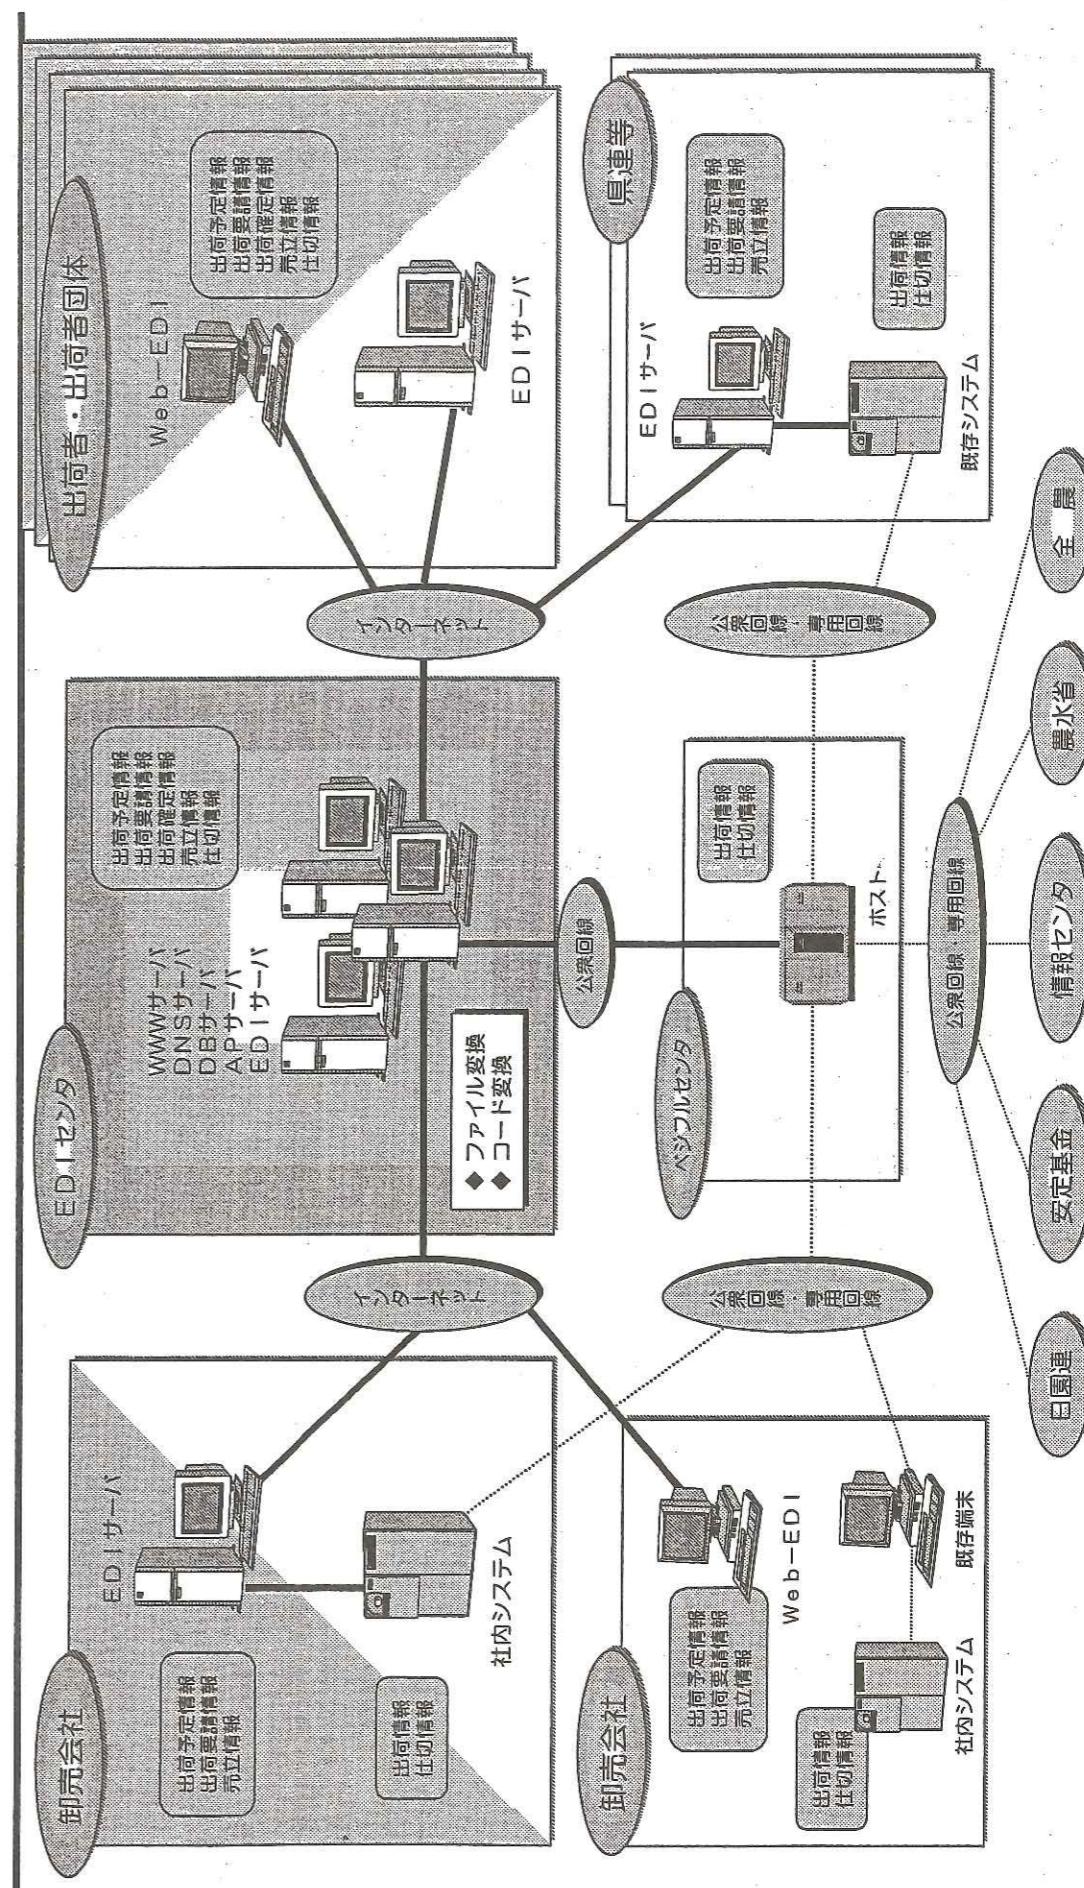 卸売会社
EDIサーバ
出荷予定情報
出荷要請情報
売立情報
出荷情報
仕切情報
社内システム
卸売会社
出荷予定情報
出荷要請情報
売立情報
Web-EDI
出荷情報
仕切情報
社内システム
既存端末
インターネット
公衆回線・専用回線
EDIセンタ
WWWサーバ
DNSサーバ
DBサーバ
APサーバ
EDIサーバ
出荷予定情報
出荷要請情報
出荷確定情報
売立情報
仕切情報
◆ファイル変換
◆コード変換
公衆回線
ベジフルセンタ
出荷情報
仕切情報
ホスト
インターネット
公衆回線・専用回線
出荷者・出荷者団体
Web-EDI
出荷予定情報
出荷要請情報
出荷確定情報
売立情報
仕切情報
EDIサーバ
県連等
EDIサーバ
出荷予定情報
出荷要請情報
売立情報
出荷情報
仕切情報
既存システム
公衆回線・専用回線
日園連
安定基金
情報センタ
農水省
全農